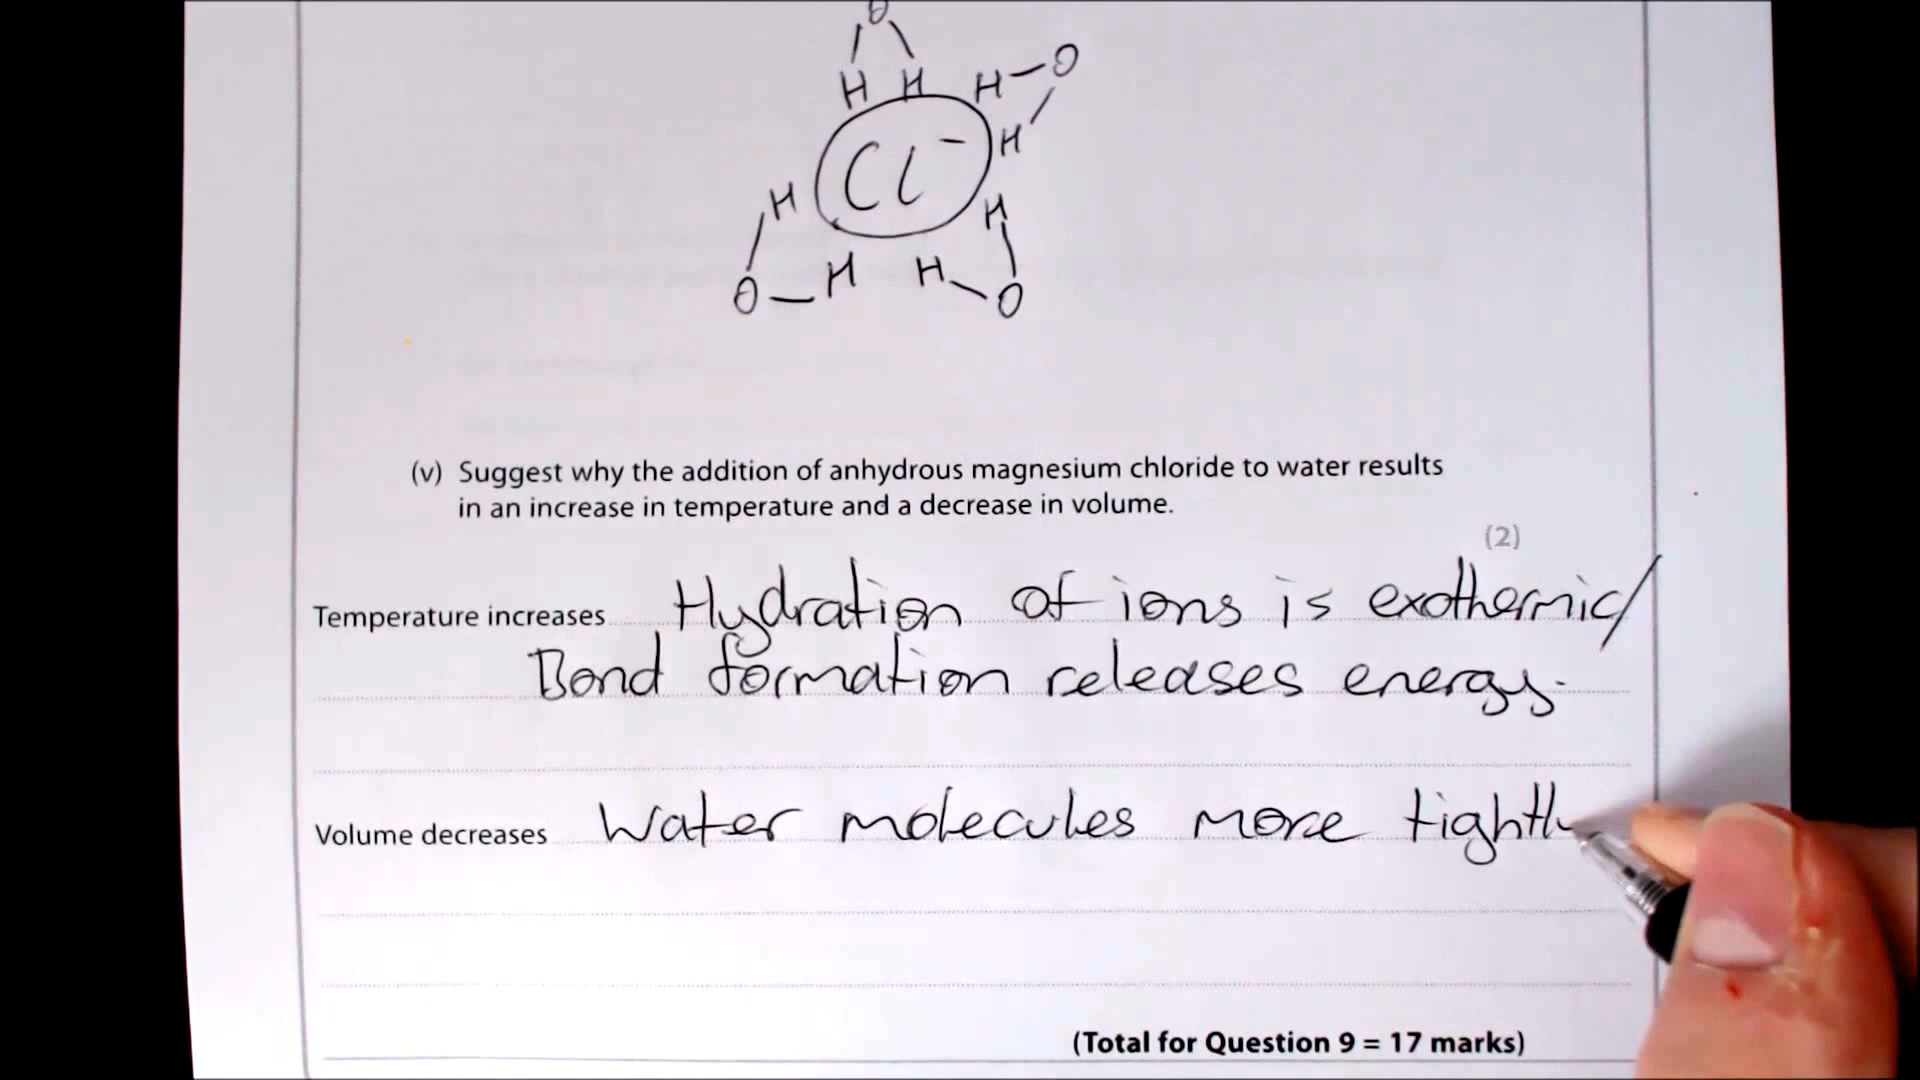 O
H H H O
Cl⁻ H
H H
O H H O
(v) Suggest why the addition of anhydrous magnesium chloride to water results
in an increase in temperature and a decrease in volume.
(2)
Temperature increases Hydration of ions is exothermic/
Bond formation releases energy.
Volume decreases Water molecules more tightl
(Total for Question 9 = 17 marks)